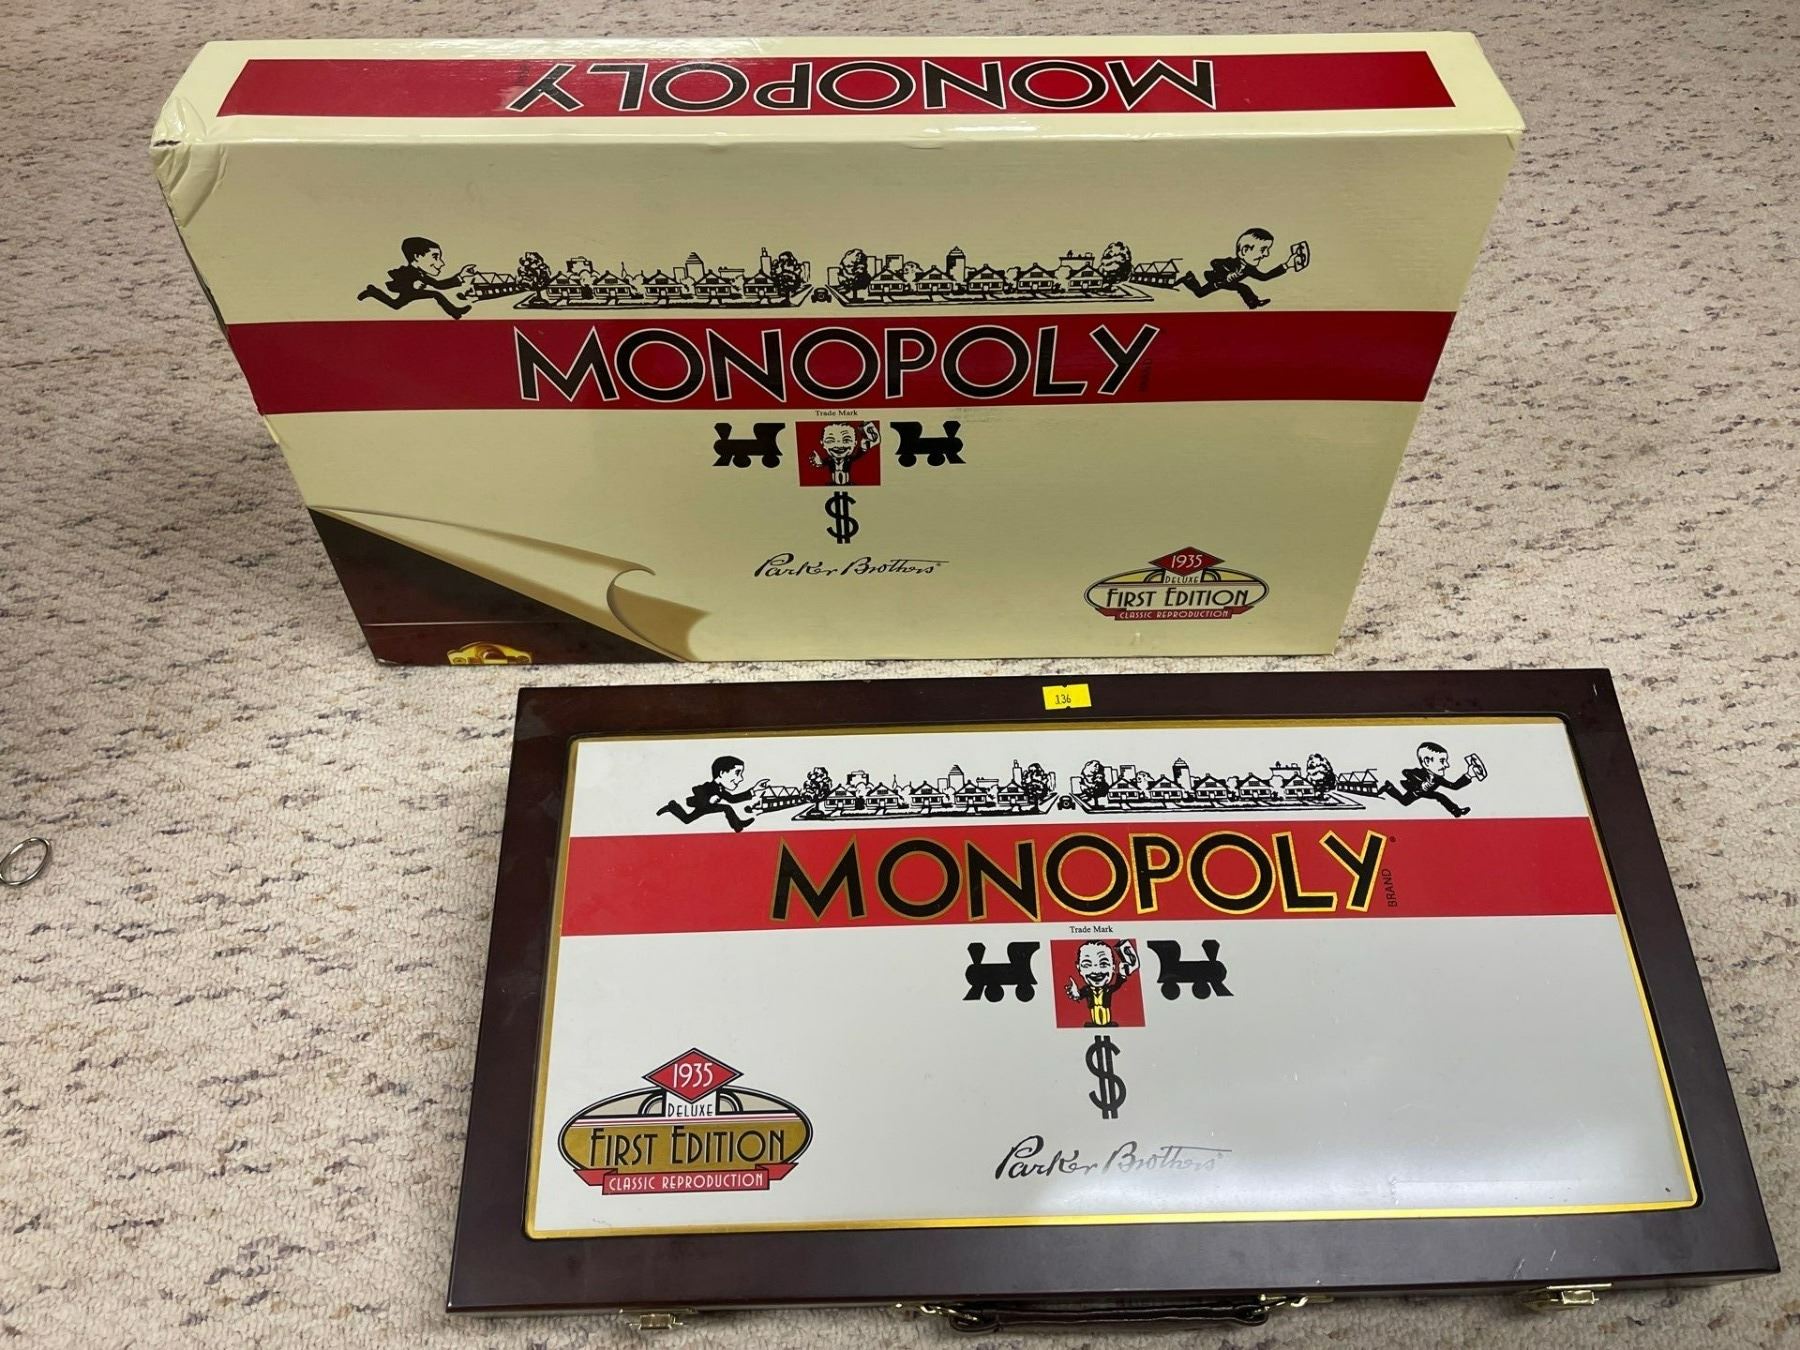 MONOPOLY
MONOPOLY
Trade Mark
$
$
Parker Brothers
1935
DELUXE
FIRST EDITION
CLASSIC REPRODUCTION
136
MONOPOLY®
BRAND
Trade Mark
$
$
Parker Brothers®
1935
DELUXE
FIRST EDITION
CLASSIC REPRODUCTION